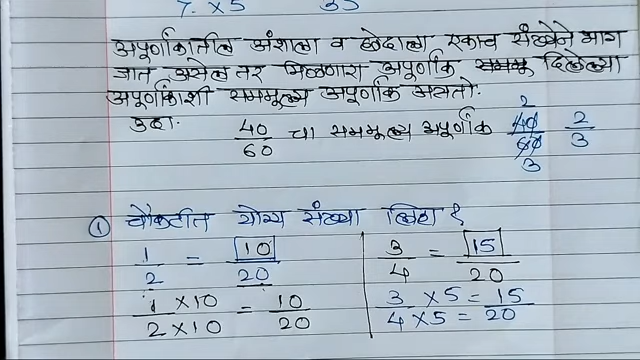 7 × 5 35
अपूर्णांकातील अंशाला व छेदाला एकाच संख्येने भाग
जात असेल तर मिळणारा अपूर्णांक दिलेल्या
अपूर्णांकाशी सममूल्य अपूर्णांक असतो.
उदा. 40/60 चा सममूल्य अपूर्णांक 2 40/60 3 2/3
① चौकटीत योग्य संख्या लिहा ?
1/2 = 10/20 3/4 = 15/20
1 × 10 / 2 × 10 = 10/20 3 × 5 = 15 / 4 × 5 = 20